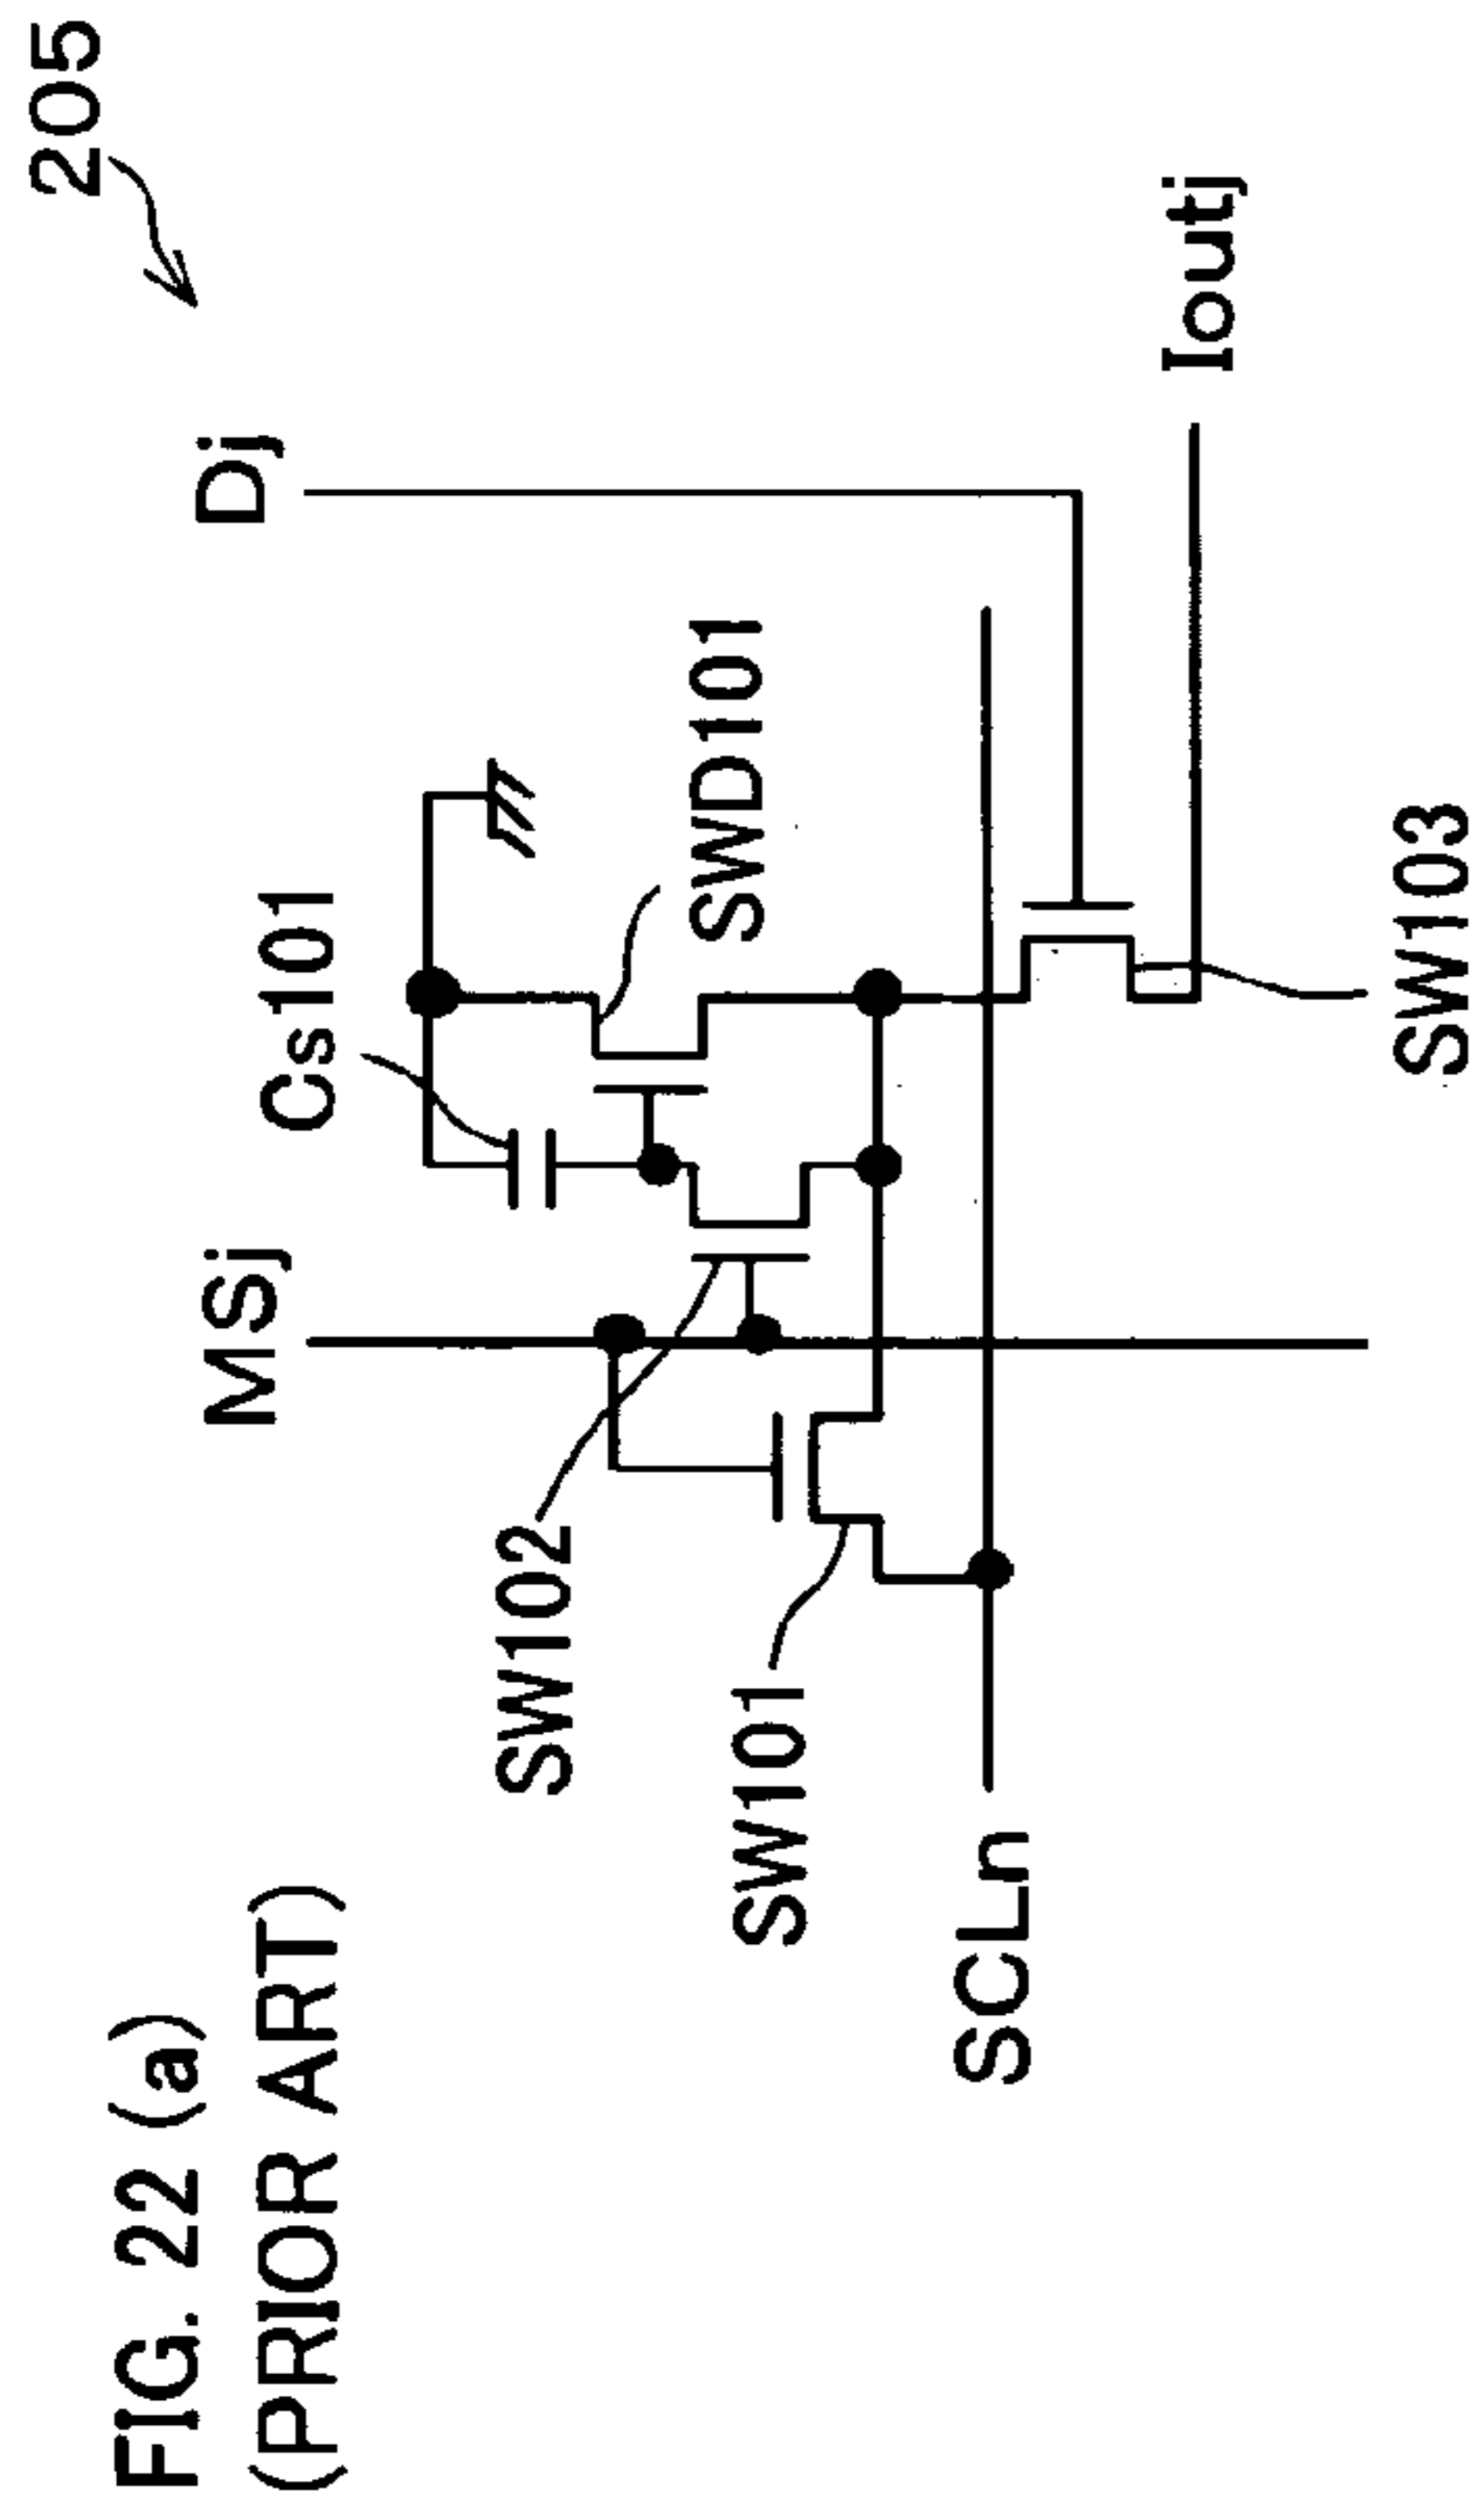 FIG. 22 (a)
(PRIOR ART)
205
MSj
Dj
Cs101
SW102
SWD101
SW101
SCLn
Ioutj
SW103